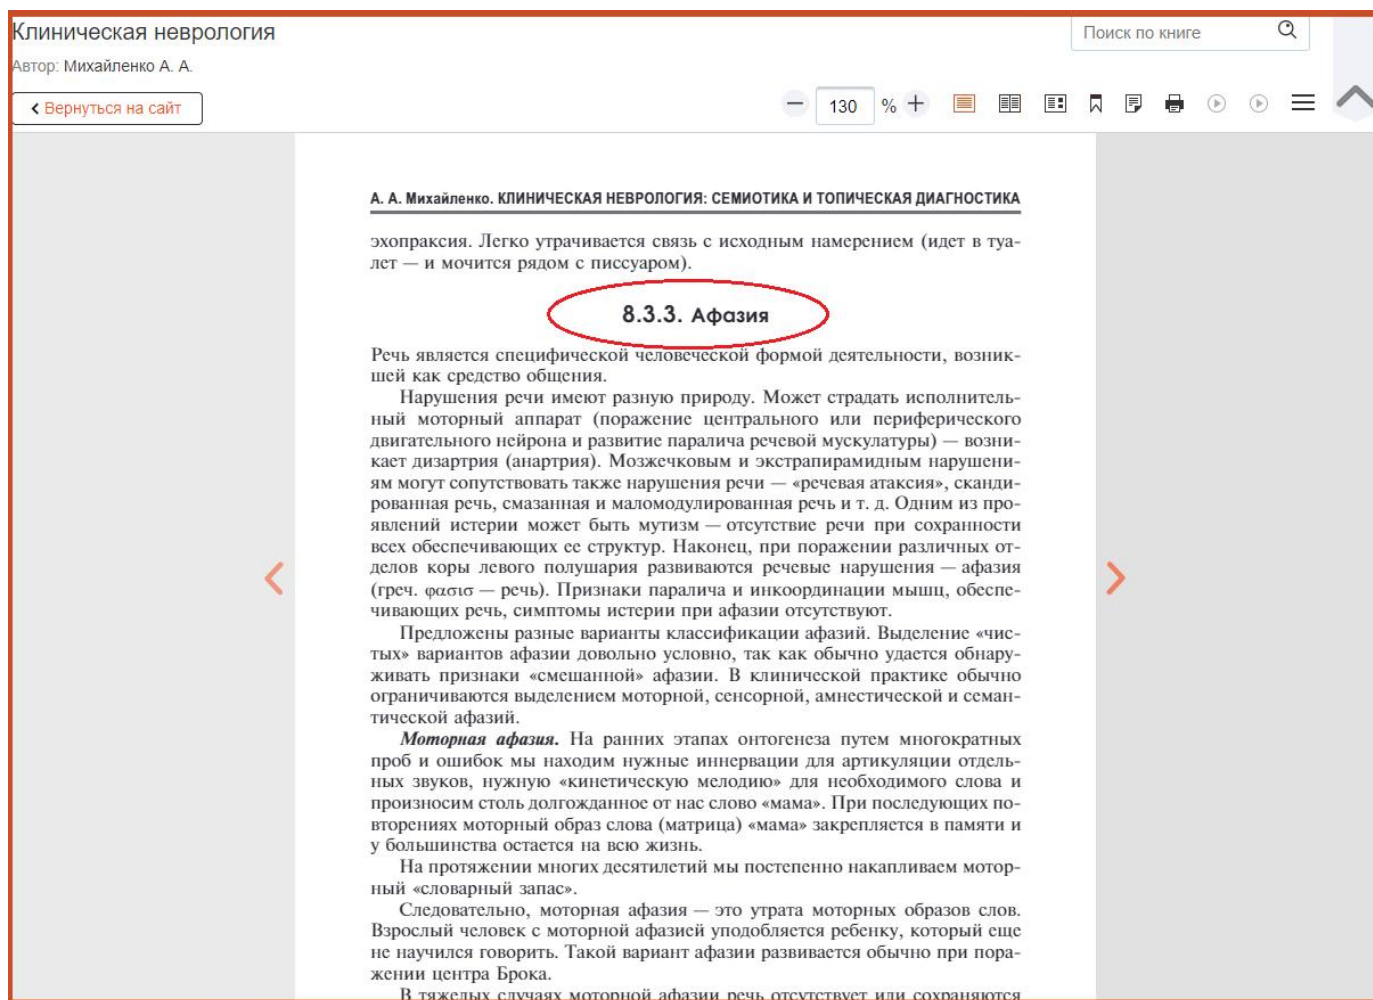 Клиническая неврология
Поиск по книге
Автор: Михайленко А. А.
Вернуться на сайт
130 %
А. А. Михайленко. КЛИНИЧЕСКАЯ НЕВРОЛОГИЯ: СЕМИОТИКА И ТОПИЧЕСКАЯ ДИАГНОСТИКА
эхопраксия. Легко утрачивается связь с исходным намерением (идет в туа-
лет — и мочится рядом с писсуаром).
8.3.3. Афазия
Речь является специфической человеческой формой деятельности, возник-
шей как средство общения.
Нарушения речи имеют разную природу. Может страдать исполнитель-
ный моторный аппарат (поражение центрального или периферического
двигательного нейрона и развитие паралича речевой мускулатуры) — возни-
кает дизартрия (анартрия). Мозжечковым и экстрапирамидным нарушени-
ям могут сопутствовать также нарушения речи — «речевая атаксия», сканди-
рованная речь, смазанная и маломодулированная речь и т. д. Одним из про-
явлений истерии может быть мутизм — отсутствие речи при сохранности
всех обеспечивающих ее структур. Наконец, при поражении различных от-
делов коры левого полушария развиваются речевые нарушения — афазия
(греч. φασισ — речь). Признаки паралича и инкоординации мышц, обеспе-
чивающих речь, симптомы истерии при афазии отсутствуют.
Предложены разные варианты классификации афазий. Выделение «чис-
тых» вариантов афазии довольно условно, так как обычно удается обнару-
живать признаки «смешанной» афазии. В клинической практике обычно
ограничиваются выделением моторной, сенсорной, амнестической и семан-
тической афазий.
Моторная афазия. На ранних этапах онтогенеза путем многократных
проб и ошибок мы находим нужные иннервации для артикуляции отдель-
ных звуков, нужную «кинетическую мелодию» для необходимого слова и
произносим столь долгожданное от нас слово «мама». При последующих по-
вторениях моторный образ слова (матрица) «мама» закрепляется в памяти и
у большинства остается на всю жизнь.
На протяжении многих десятилетий мы постепенно накапливаем мотор-
ный «словарный запас».
Следовательно, моторная афазия — это утрата моторных образов слов.
Взрослый человек с моторной афазией уподобляется ребенку, который еще
не научился говорить. Такой вариант афазии развивается обычно при пора-
жении центра Брока.
В тяжелых случаях моторной афазии речь отсутствует или сохраняются